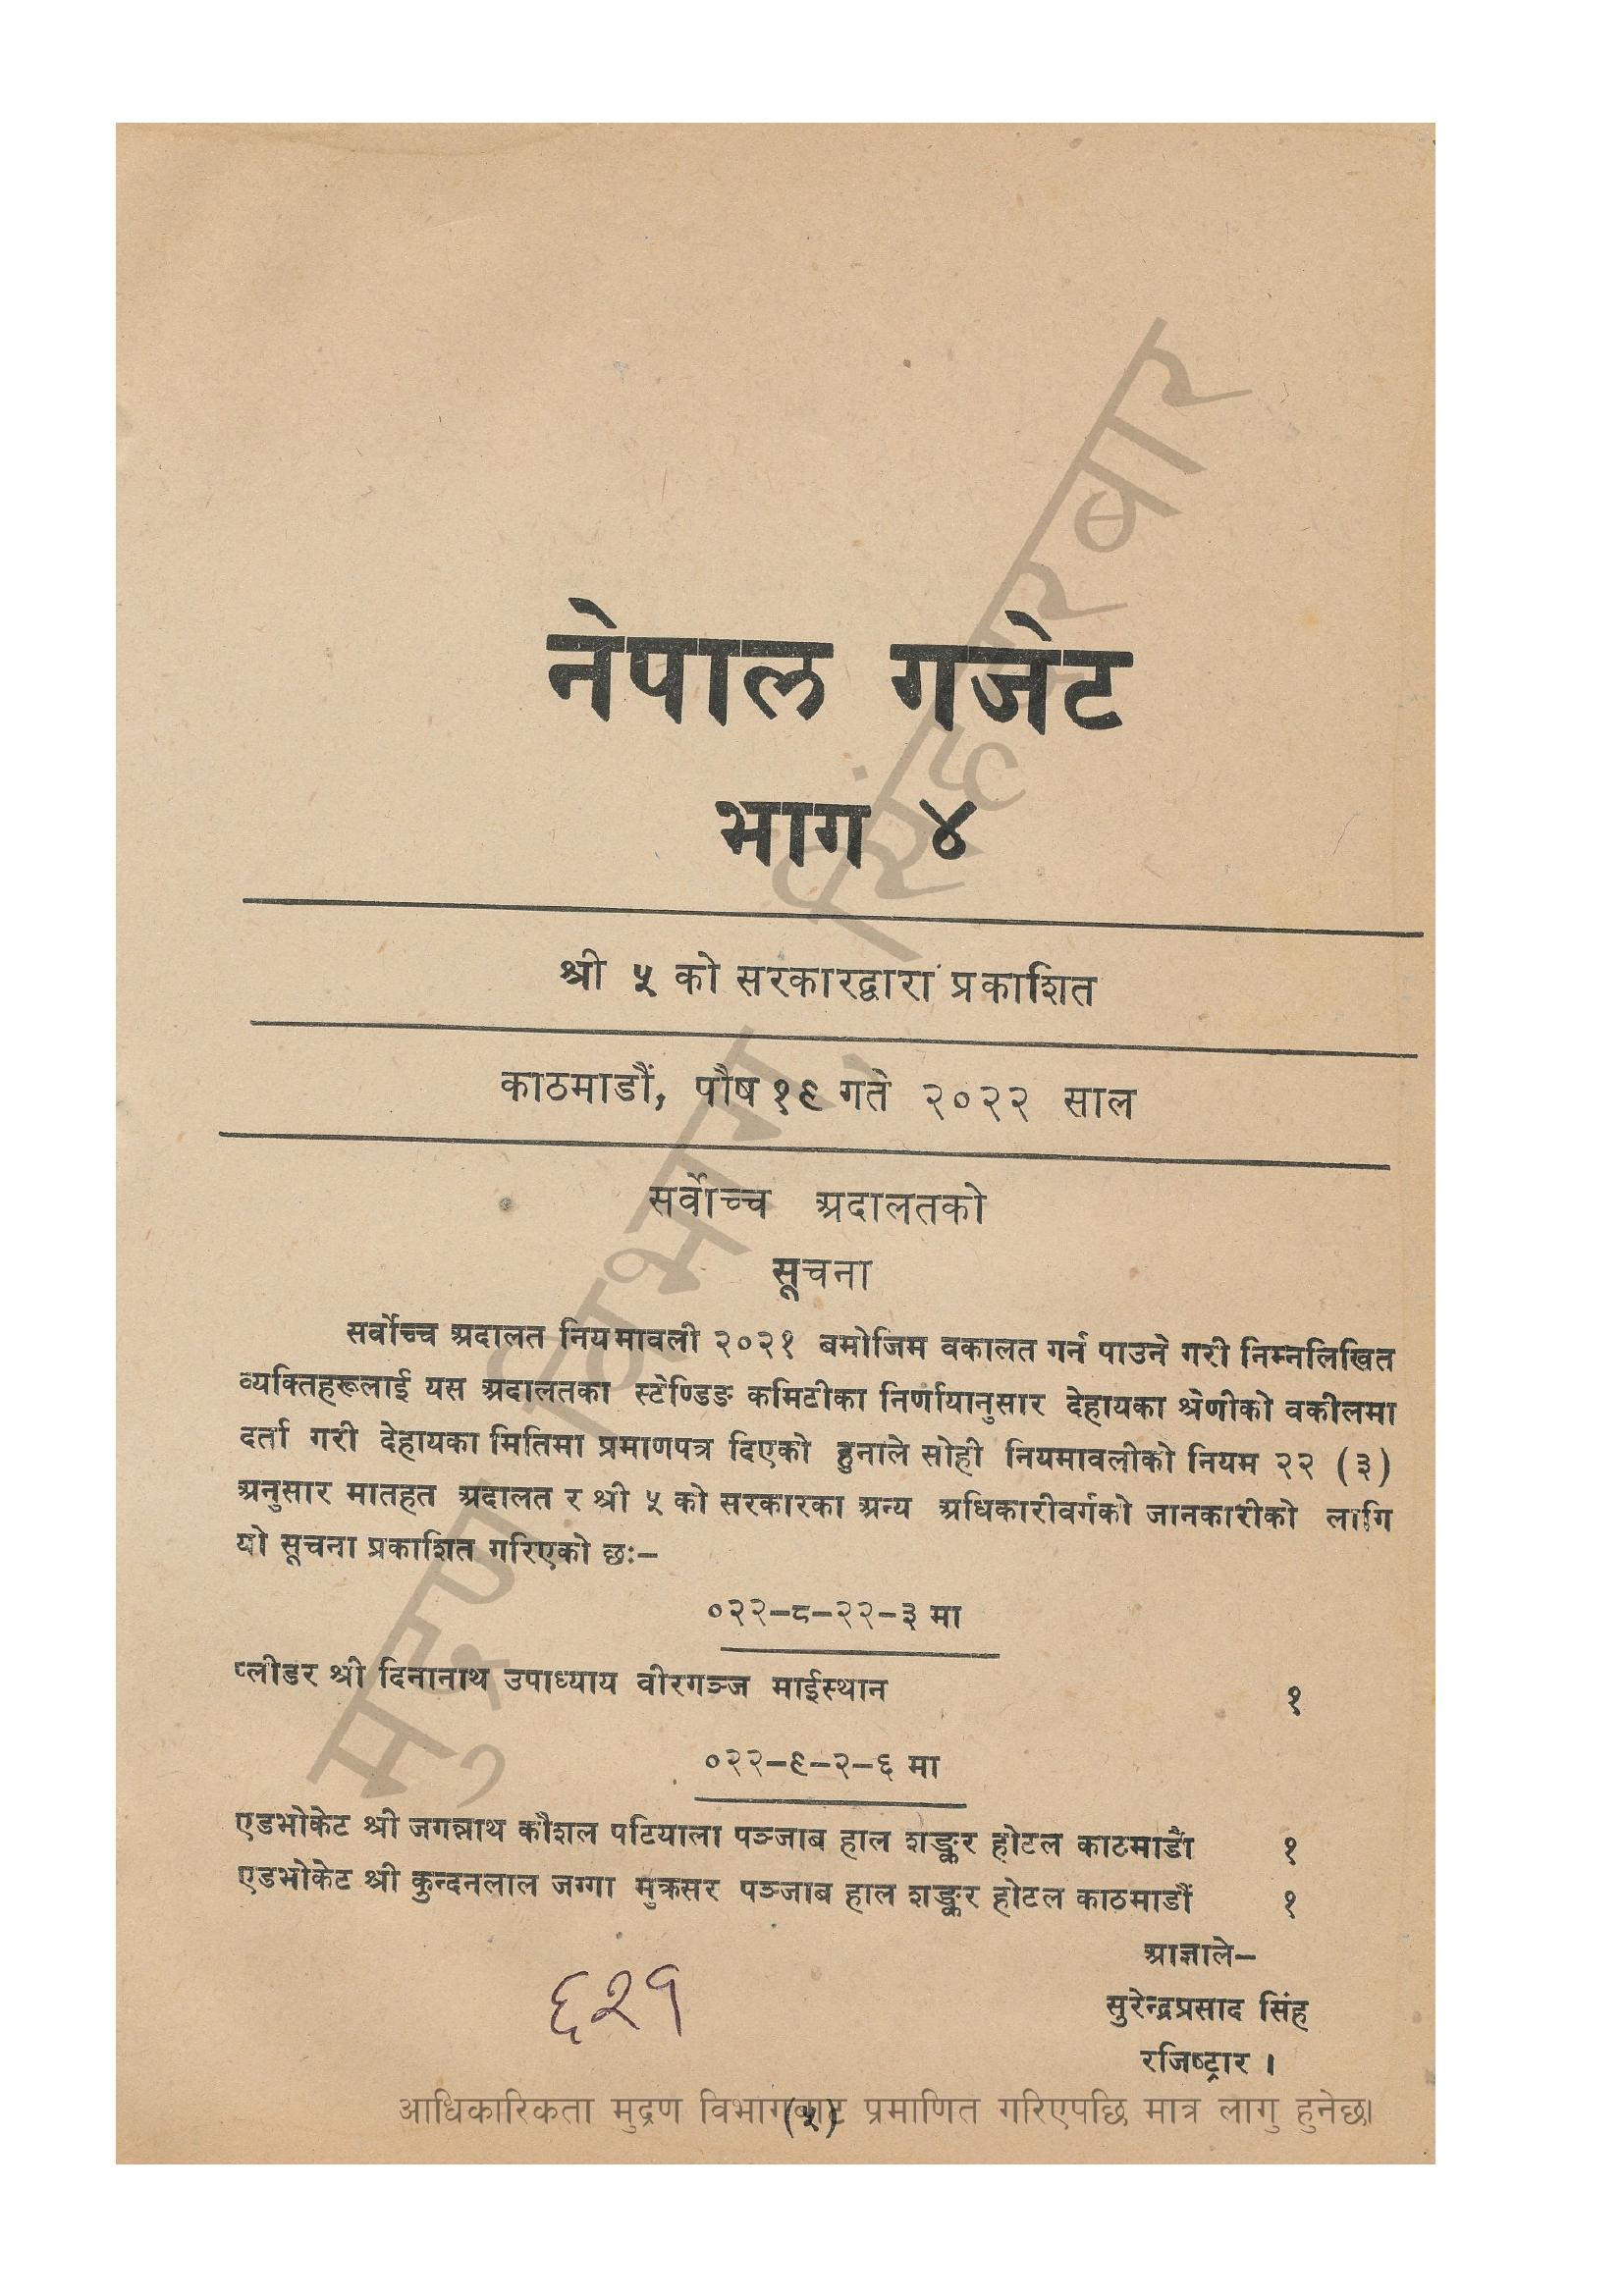 नेपाल गजेट
भाग ४
श्री ५ को सरकारद्वारा प्रकाशित
काठमाडौं, पौष १९ गते २०२२ साल
सर्वोच्च अदालतको
सूचना
सर्वोच्च अदालत नियमावली २०२१ बमोजिम वकालत गर्न पाउने गरी निम्नलिखित
व्यक्तिहरूलाई यस अदालतका स्टेण्डिङ कमिटीका निर्णायानुसार देहायका श्रेणीको वकीलमा
दर्ता गरी देहायका मितिमा प्रमाणपत्र दिएको हुनाले सोही नियमावलीको नियम २२ (३)
अनुसार मातहत अदालत र श्री ५ को सरकारका अन्य अधिकारीवर्गको जानकारीको लागि
यो सूचना प्रकाशित गरिएको छः–
०२२–८–२२–३ मा
प्लीडर श्री दिनानाथ उपाध्याय वीरगञ्ज माईस्थान १
०२२–९–२–६ मा
एडभोकेट श्री जगन्नाथ कौशल पटियाला पञ्जाब हाल शङ्कर होटल काठमाडौं १
एडभोकेट श्री कुन्दनलाल जग्गा मुक्रसर पञ्जाब हाल शङ्कर होटल काठमाडौं १
आज्ञाले–
सुरेन्द्रप्रसाद सिंह
रजिष्ट्रार ।
६२१
(५)
आधिकारिकता मुद्रण विभागबाट प्रमाणित गरिएपछि मात्र लागु हुनेछ।
मुद्रण विभाग, सिंहदरबार